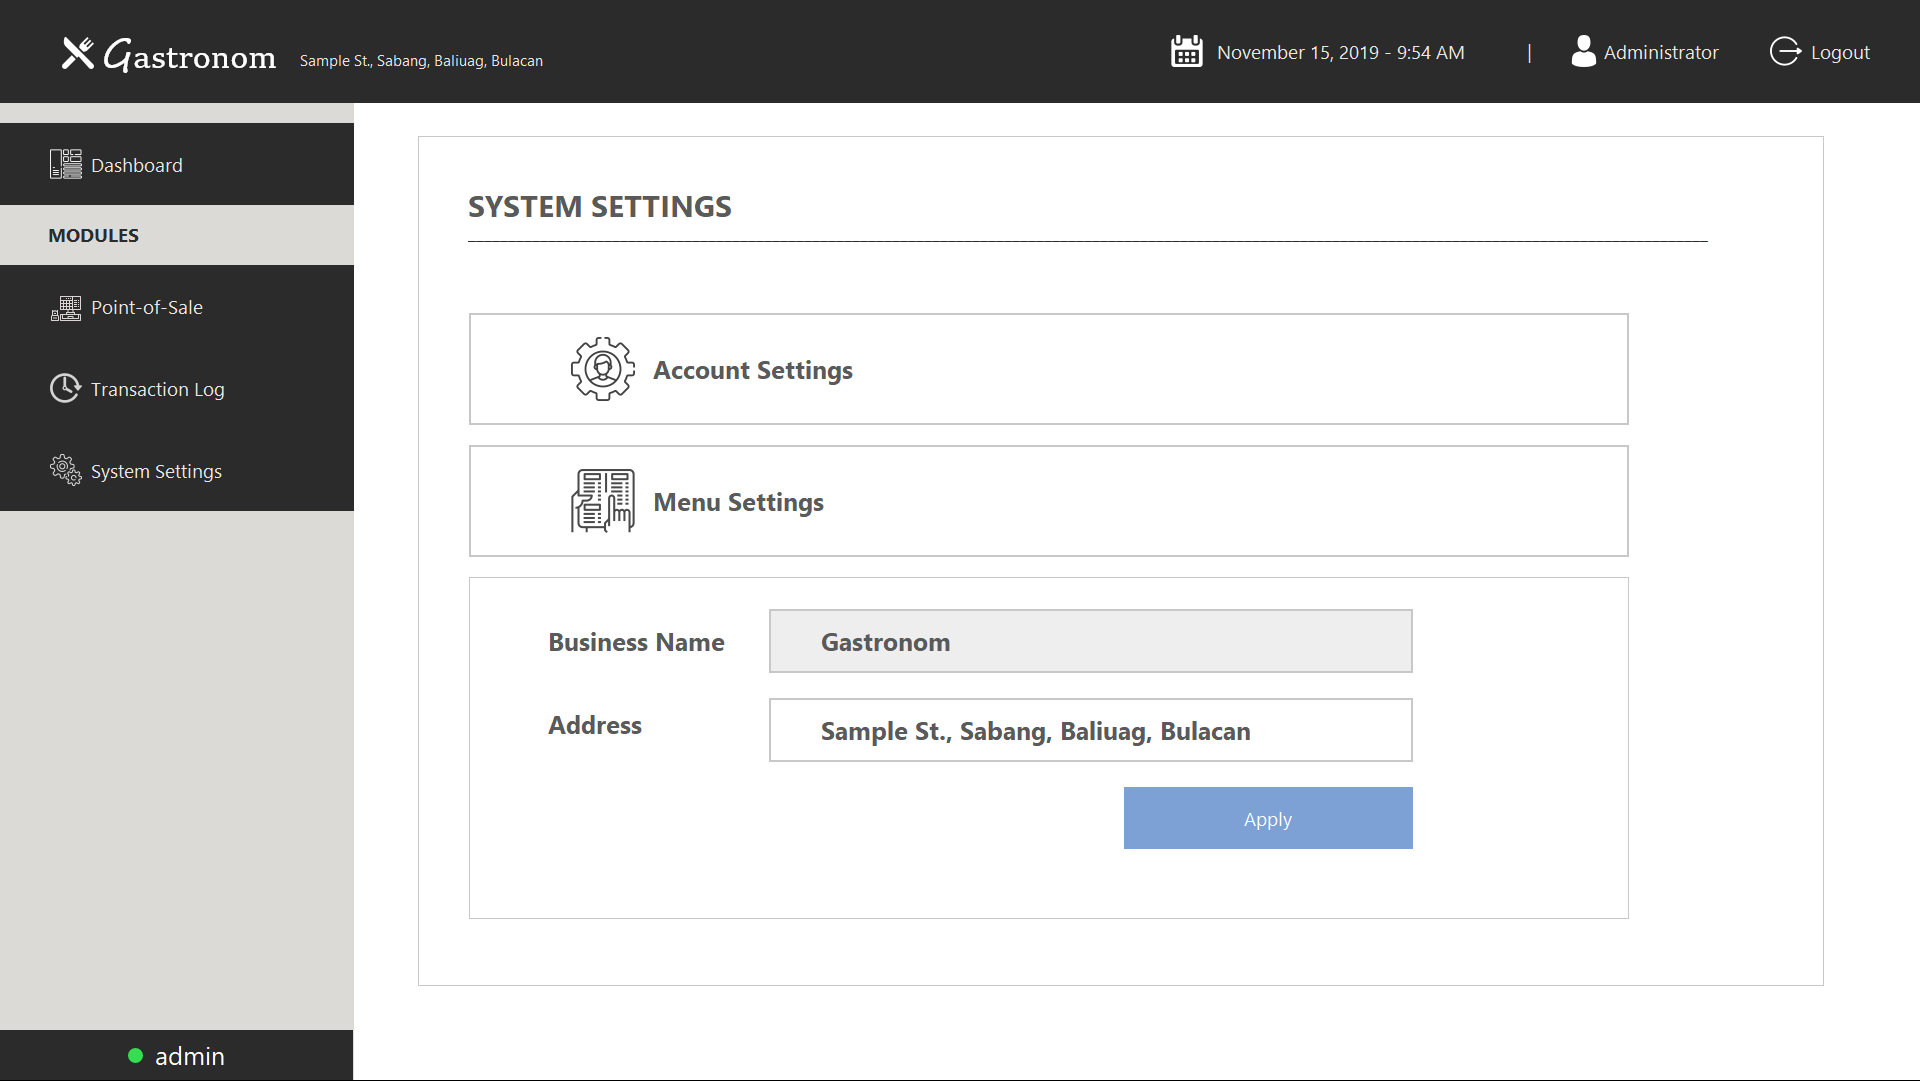 Gastronom Sample St., Sabang, Baliuag, Bulacan
November 15, 2019 - 9:54 AM | Administrator Logout
Dashboard
MODULES
Point-of-Sale
Transaction Log
System Settings
admin
SYSTEM SETTINGS
Account Settings
Menu Settings
Business Name Gastronom
Address Sample St., Sabang, Baliuag, Bulacan
Apply